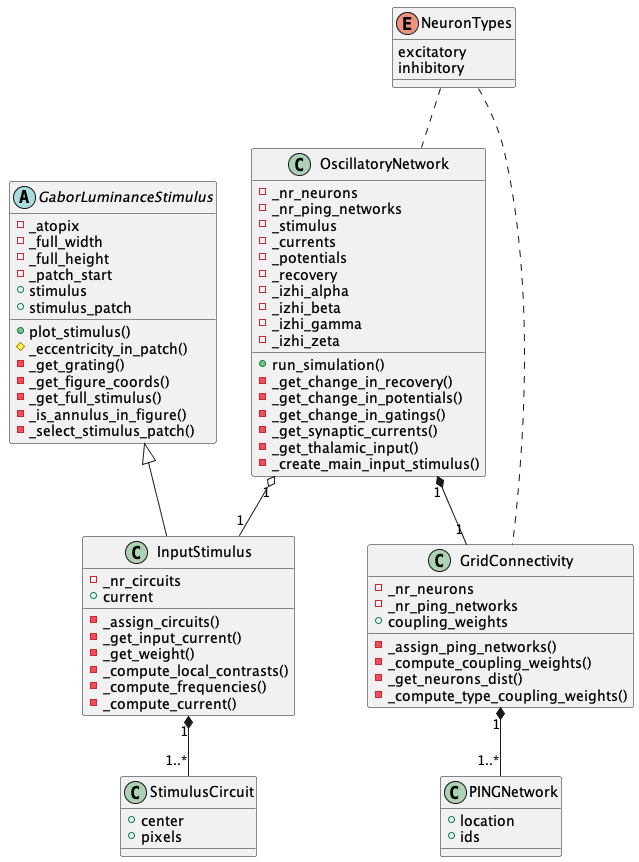 E NeuronTypes
excitatory
inhibitory
C OscillatoryNetwork
_nr_neurons
_nr_ping_networks
_stimulus
_currents
_potentials
_recovery
_izhi_alpha
_izhi_beta
_izhi_gamma
_izhi_zeta
run_simulation()
_get_change_in_recovery()
_get_change_in_potentials()
_get_change_in_gatings()
_get_synaptic_currents()
_get_thalamic_input()
_create_main_input_stimulus()
A GaborLuminanceStimulus
_atopix
_full_width
_full_height
_patch_start
stimulus
stimulus_patch
plot_stimulus()
_eccentricity_in_patch()
_get_grating()
_get_figure_coords()
_get_full_stimulus()
_is_annulus_in_figure()
_select_stimulus_patch()
1
1
1
1
C InputStimulus
_nr_circuits
current
_assign_circuits()
_get_input_current()
_get_weight()
_compute_local_contrasts()
_compute_frequencies()
_compute_current()
C GridConnectivity
_nr_neurons
_nr_ping_networks
coupling_weights
_assign_ping_networks()
_compute_coupling_weights()
_get_neurons_dist()
_compute_type_coupling_weights()
1
1..*
1
1..*
C StimulusCircuit
center
pixels
C PINGNetwork
location
ids